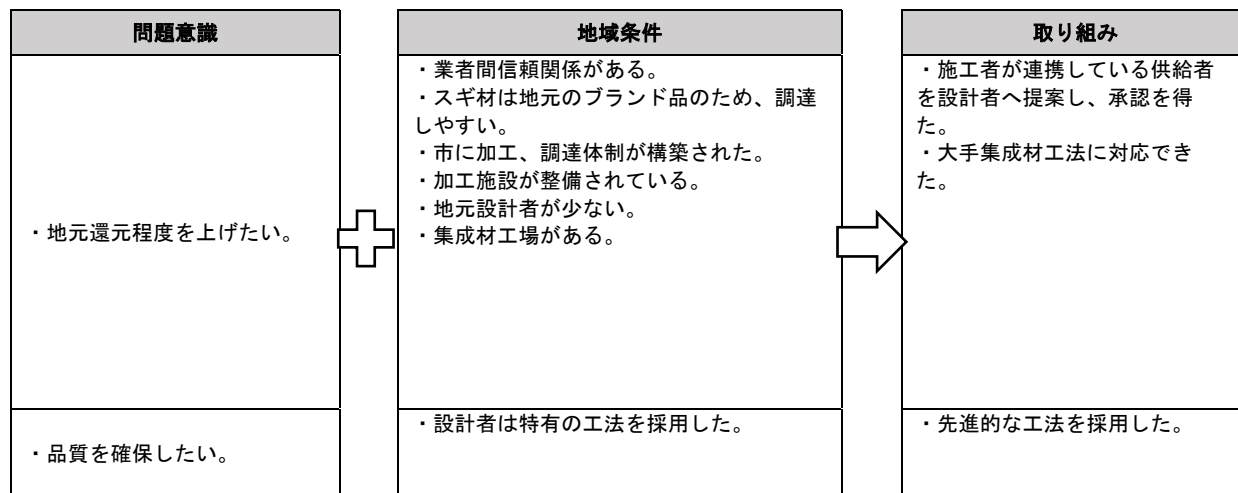 問題意識
地域条件
取り組み
・地元還元程度を上げたい。
・業者間信頼関係がある。
・スギ材は地元のブランド品のため、調達
しやすい。
・市に加工、調達体制が構築された。
・加工施設が整備されている。
・地元設計者が少ない。
・集成材工場がある。
・施工者が連携している供給者
を設計者へ提案し、承認を得
た。
・大手集成材工法に対応でき
た。
・品質を確保したい。
・設計者は特有の工法を採用した。
・先進的な工法を採用した。